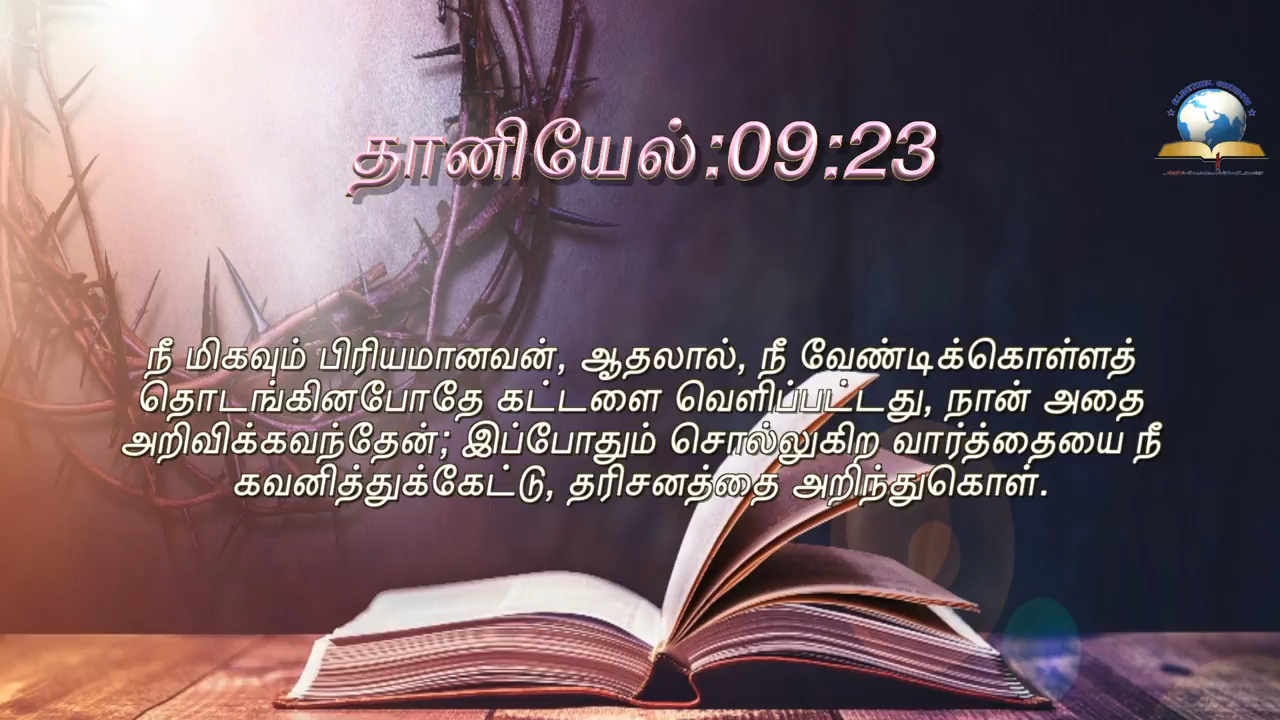 தானியேல்:09:23
நீ மிகவும் பிரியமானவன், ஆதலால், நீ வேண்டிக்கொள்ளத்
தொடங்கினபோதே கட்டளை வெளிப்பட்டது, நான் அதை
அறிவிக்கவந்தேன்; இப்போதும் சொல்லுகிற வார்த்தையை நீ
கவனித்துக்கேட்டு, தரிசனத்தை அறிந்துகொள்.